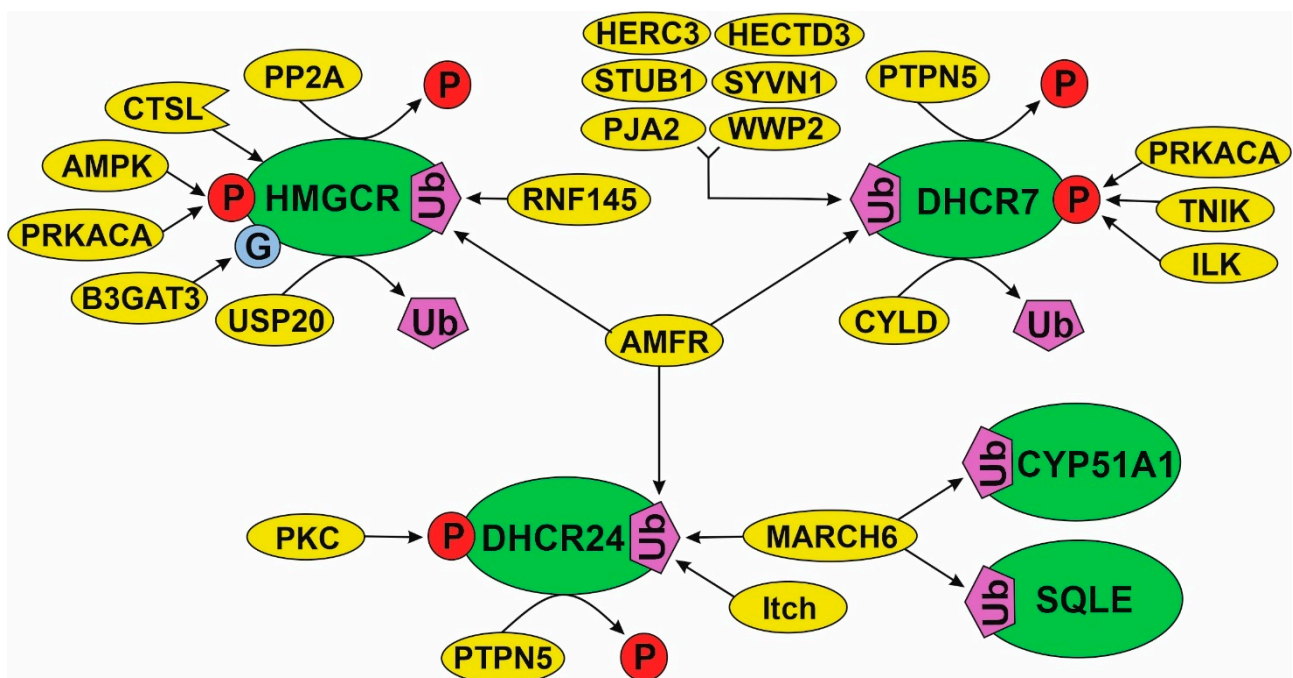 HERC3
HECTD3
PP2A
P
STUB1
SYVN1
PTPN5
P
CTSL
PJA2
WWP2
AMPK
PRKACA
P
HMGCR
Ub
RNF145
Ub
DHCR7
P
TNIK
PRKACA
G
ILK
B3GAT3
USP20
Ub
AMFR
CYLD
Ub
Ub
CYP51A1
PKC
P
DHCR24
Ub
MARCH6
Itch
Ub
SQLE
PTPN5
P